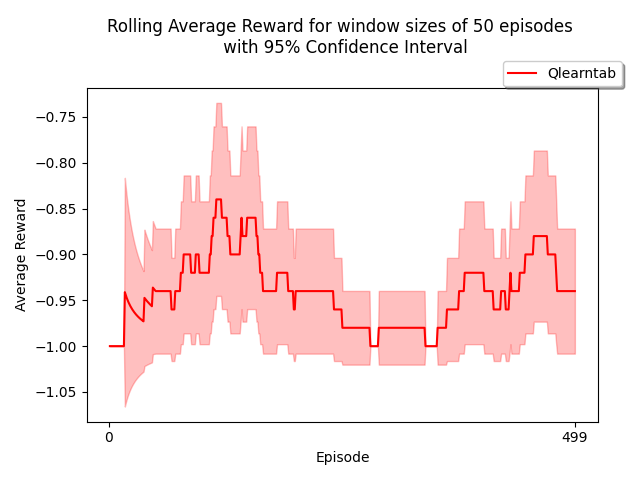 Rolling Average Reward for window sizes of 50 episodes
with 95% Confidence Interval
Qlearntab
−0.75
−0.80
−0.85
−0.90
−0.95
−1.00
−1.05
Average Reward
0
499
Episode